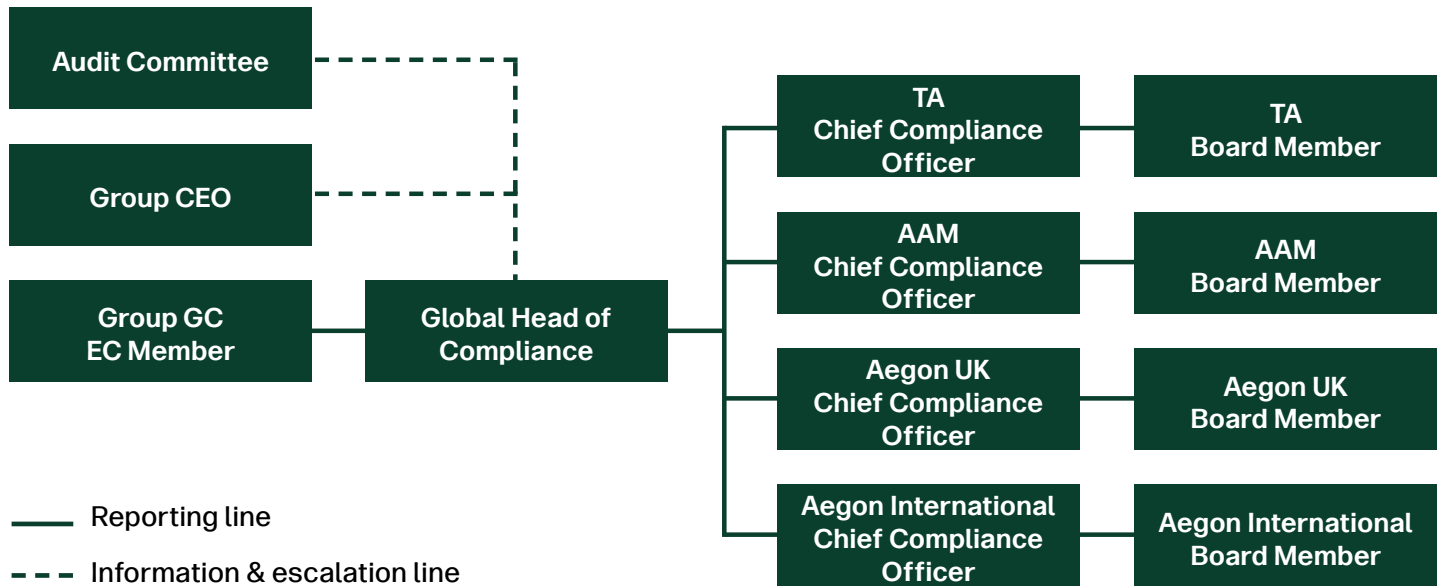 Audit Committee
Group CEO
Group GC
EC Member
Global Head of
Compliance
TA
Chief Compliance
Officer
TA
Board Member
AAM
Chief Compliance
Officer
AAM
Board Member
Aegon UK
Chief Compliance
Officer
Aegon UK
Board Member
Aegon International
Chief Compliance
Officer
Aegon International
Board Member
Reporting line
Information & escalation line